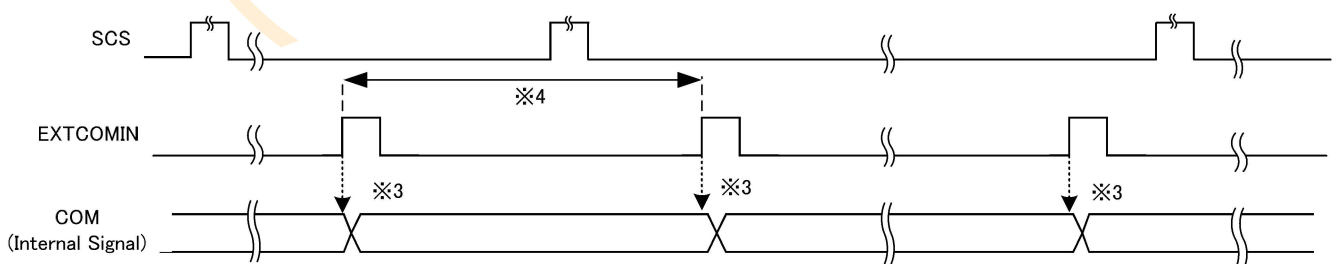 SCS
※4
EXTCOMIN
※3
※3
※3
COM
(Internal Signal)